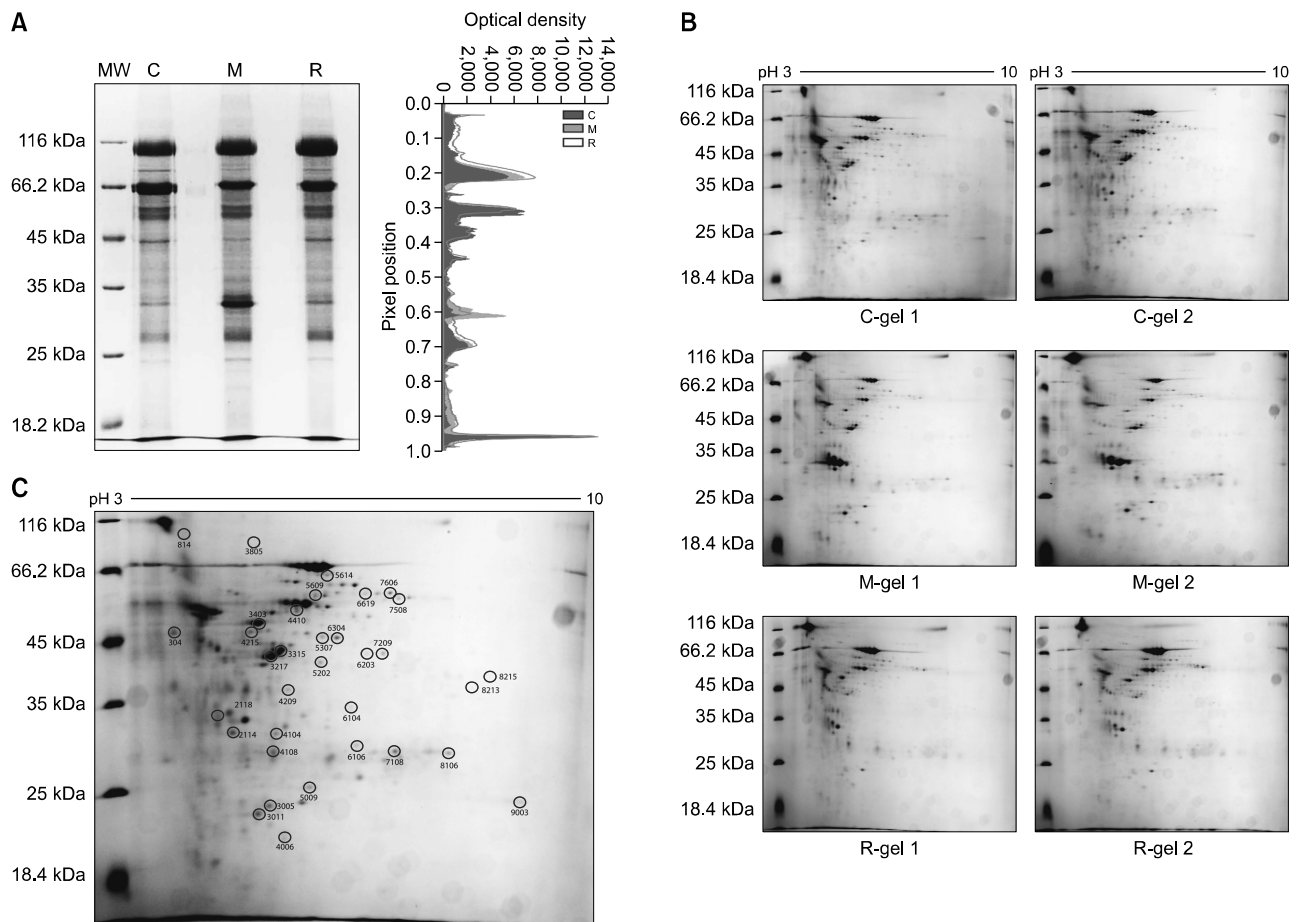 A
MW C M R
116 kDa
66.2 kDa
45 kDa
35 kDa
25 kDa
18.2 kDa
Optical density
0
2,000
4,000
6,000
8,000
10,000
12,000
14,000
C
M
R
Pixel position
0.0
0.1
0.2
0.3
0.4
0.5
0.6
0.7
0.8
0.9
1.0
B
pH 3 10
pH 3 10
116 kDa
66.2 kDa
45 kDa
35 kDa
25 kDa
18.4 kDa
C-gel 1
C-gel 2
116 kDa
66.2 kDa
45 kDa
35 kDa
25 kDa
18.4 kDa
M-gel 1
M-gel 2
116 kDa
66.2 kDa
45 kDa
35 kDa
25 kDa
18.4 kDa
R-gel 1
R-gel 2
C
pH 3 10
116 kDa
66.2 kDa
45 kDa
35 kDa
25 kDa
18.4 kDa
814
3805
5614
5609
7606
6619
7508
4410
3403
304
4215
6304
5307
7209
3315
3217
6203
5202
8215
8213
4209
2118
6104
2114
4104
4108
6106
7108
8106
5009
3005
3011
9003
4006